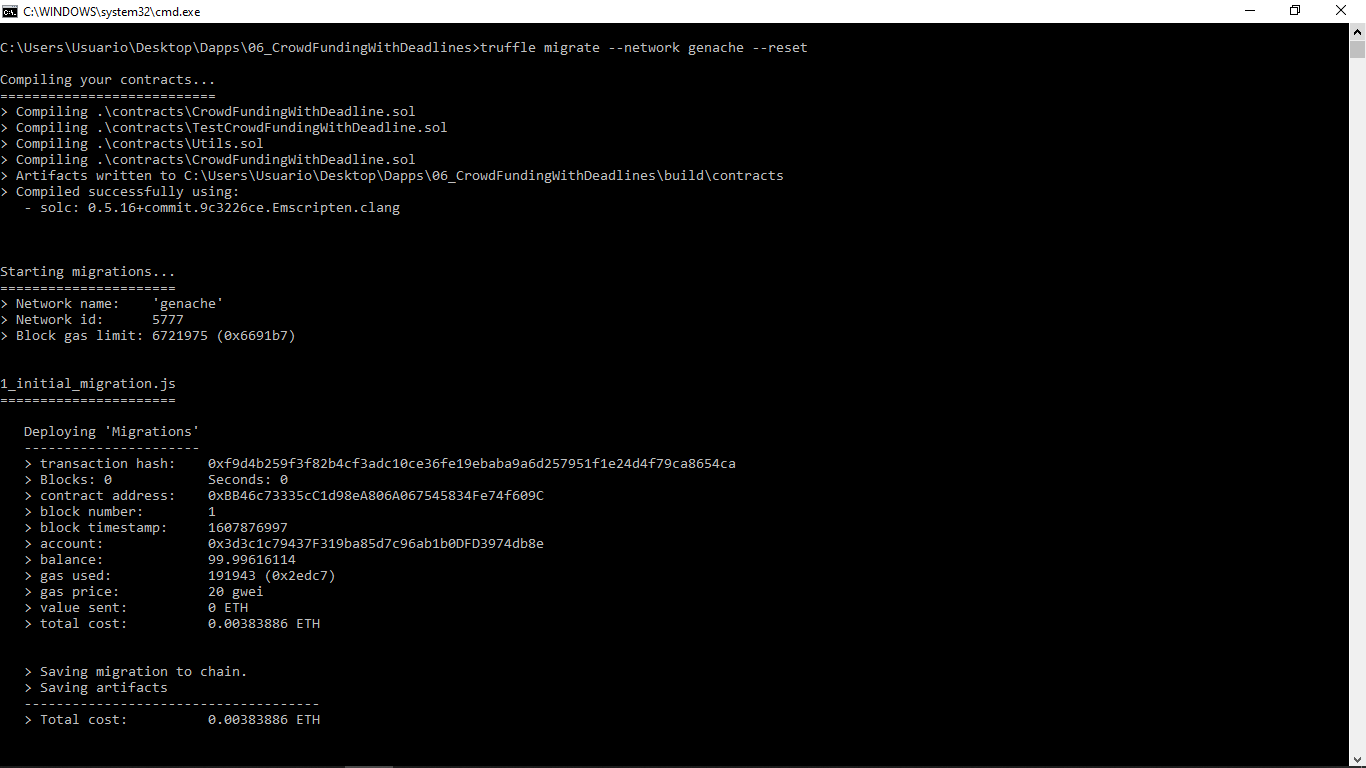 C:\WINDOWS\system32\cmd.exe
C:\Users\Usuario\Desktop\Dapps\06_CrowdFundingWithDeadlines>truffle migrate --network genache --reset
Compiling your contracts...
===========================
> Compiling .\contracts\CrowdFundingWithDeadline.sol
> Compiling .\contracts\TestCrowdFundingWithDeadline.sol
> Compiling .\contracts\Utils.sol
> Compiling .\contracts\CrowdFundingWithDeadline.sol
> Artifacts written to C:\Users\Usuario\Desktop\Dapps\06_CrowdFundingWithDeadlines\build\contracts
> Compiled successfully using:
   - solc: 0.5.16+commit.9c3226ce.Emscripten.clang
Starting migrations...
======================
> Network name:    'genache'
> Network id:      5777
> Block gas limit: 6721975 (0x6691b7)
1_initial_migration.js
======================
   Deploying 'Migrations'
   ----------------------
   > transaction hash:    0xf9d4b259f3f82b4cf3adc10ce36fe19ebaba9a6d257951f1e24d4f79ca8654ca
   > Blocks: 0            Seconds: 0
   > contract address:    0xBB46c73335cC1d98eA806A067545834Fe74f609C
   > block number:        1
   > block timestamp:     1607876997
   > account:             0x3d3c1c79437F319ba85d7c96ab1b0DFD3974db8e
   > balance:             99.99616114
   > gas used:            191943 (0x2edc7)
   > gas price:           20 gwei
   > value sent:          0 ETH
   > total cost:          0.00383886 ETH
   > Saving migration to chain.
   > Saving artifacts
   -------------------------------------
   > Total cost:          0.00383886 ETH